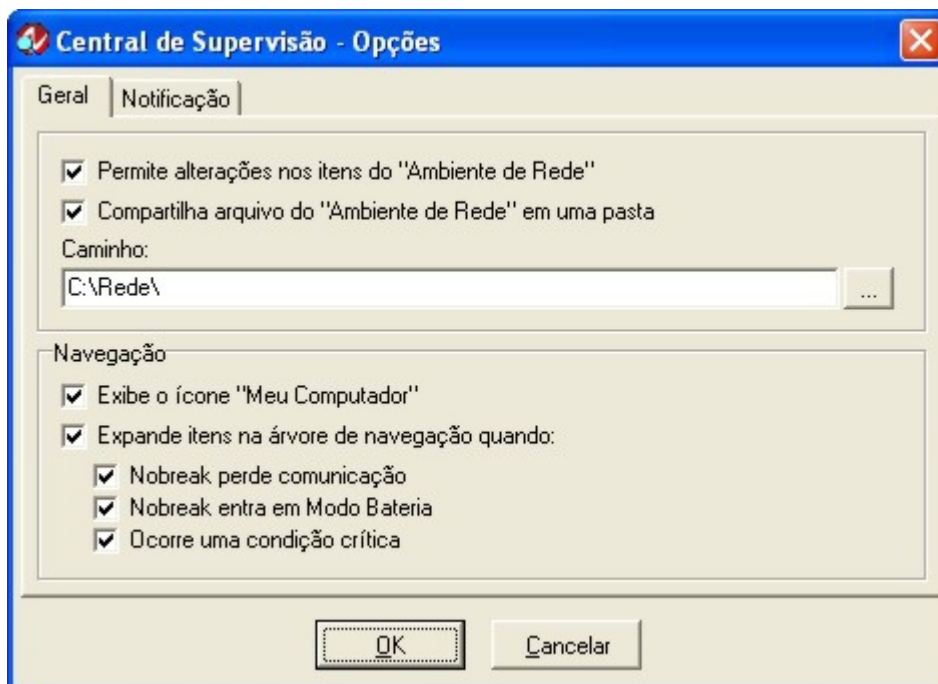 Central de Supervisão - Opções
Geral
Notificação
Permite alterações nos itens do "Ambiente de Rede"
Compartilha arquivo do "Ambiente de Rede" em uma pasta
Caminho:
C:\Rede\
...
Navegação
Exibe o ícone "Meu Computador"
Expande itens na árvore de navegação quando:
Nobreak perde comunicação
Nobreak entra em Modo Bateria
Ocorre uma condição crítica
OK
Cancelar